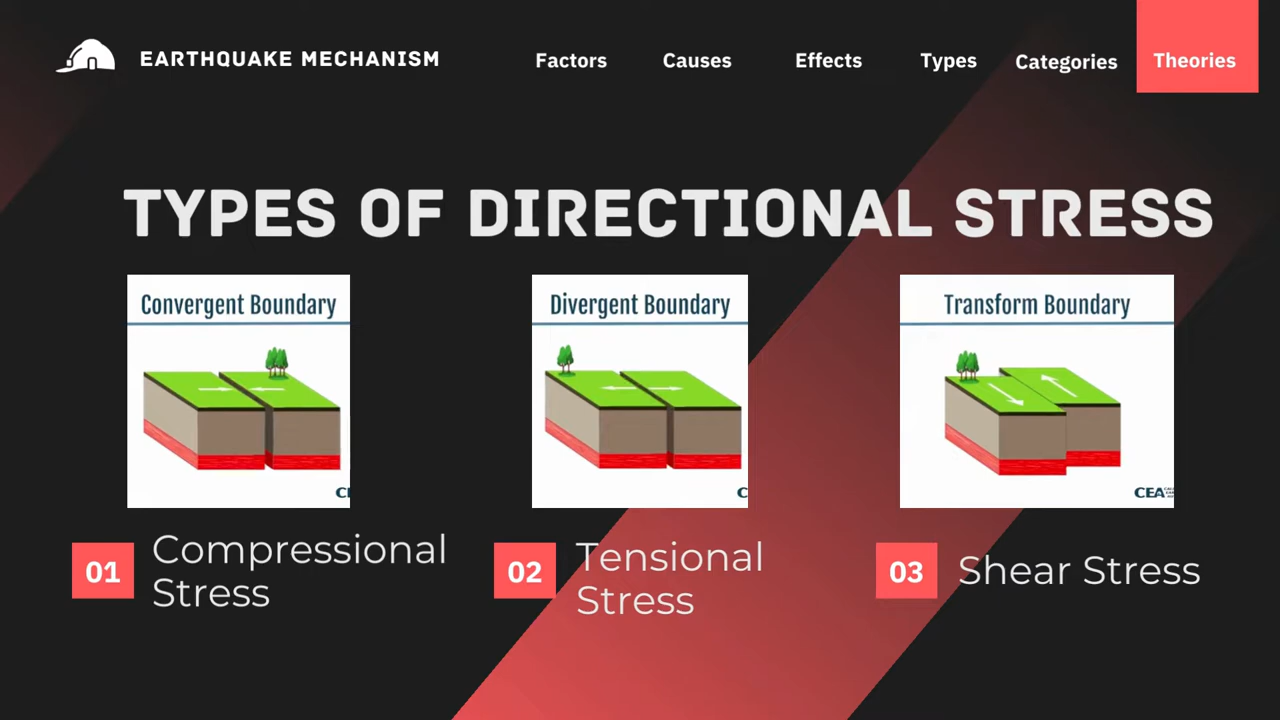 EARTHQUAKE MECHANISM
Factors
Causes
Effects
Types
Categories
Theories
TYPES OF DIRECTIONAL STRESS
Convergent Boundary
Divergent Boundary
Transform Boundary
CEA
01
Compressional
Stress
02
Tensional
Stress
03
Shear Stress